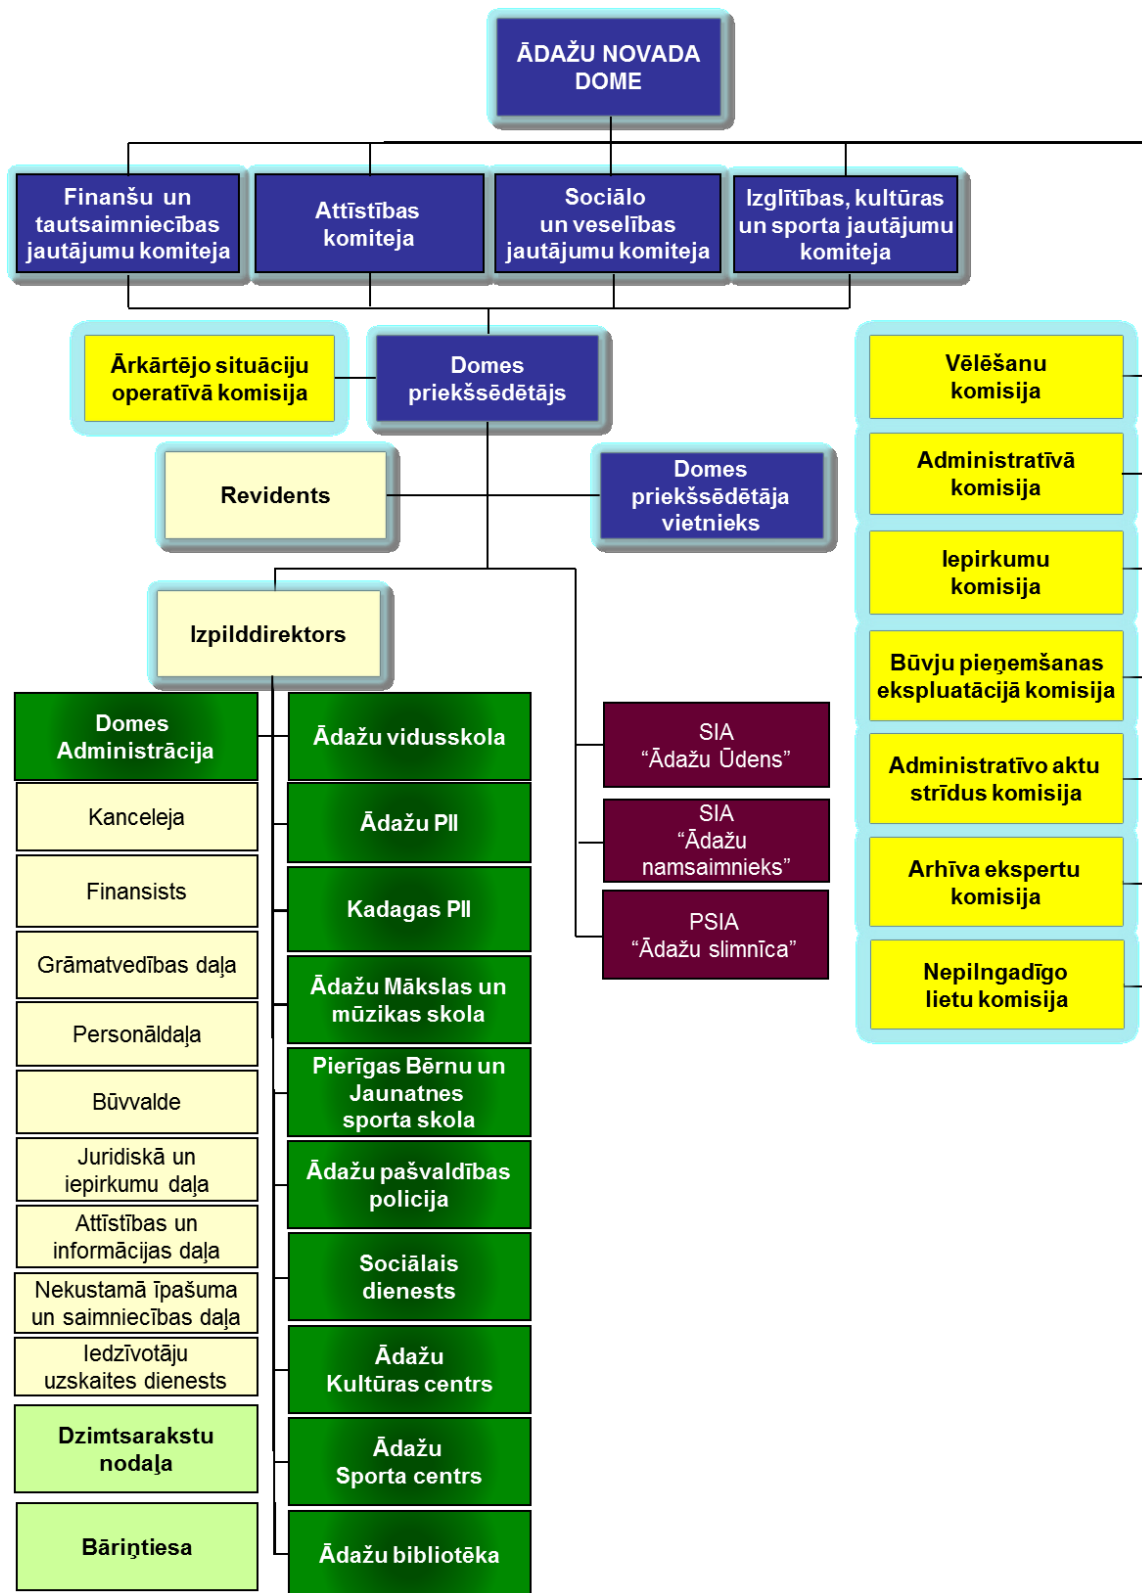 ĀDAŽU NOVADA
DOME
Finanšu un
tautsaimniecības
jautājumu komiteja
Attīstības
komiteja
Sociālo
un veselības
jautājumu komiteja
Izglītības, kultūras
un sporta jautājumu
komiteja
Ārkārtējo situāciju
operatīvā komisija
Domes
priekšsēdētājs
Revidents
Domes
priekšsēdētāja
vietnieks
Izpilddirektors
Domes
Administrācija
Kanceleja
Finansists
Grāmatvedības daļa
Personāldaļa
Būvvalde
Juridiskā un
iepirkumu daļa
Attīstības un
informācijas daļa
Nekustamā īpašuma
un saimniecības daļa
Iedzīvotāju
uzskaites dienests
Dzimtsarakstu
nodaļa
Bāriņtiesa
Ādažu vidusskola
Ādažu PII
Kadagas PII
Ādažu Mākslas un
mūzikas skola
Pierīgas Bērnu un
Jaunatnes
sporta skola
Ādažu pašvaldības
policija
Sociālais
dienests
Ādažu
Kultūras centrs
Ādažu
Sporta centrs
Ādažu bibliotēka
SIA
“Ādažu Ūdens”
SIA
“Ādažu
namsaimnieks”
PSIA
“Ādažu slimnīca”
Vēlēšanu
komisija
Administratīvā
komisija
Iepirkumu
komisija
Būvju pieņemšanas
ekspluatācijā komisija
Administratīvo aktu
strīdus komisija
Arhīva ekspertu
komisija
Nepilngadīgo
lietu komisija